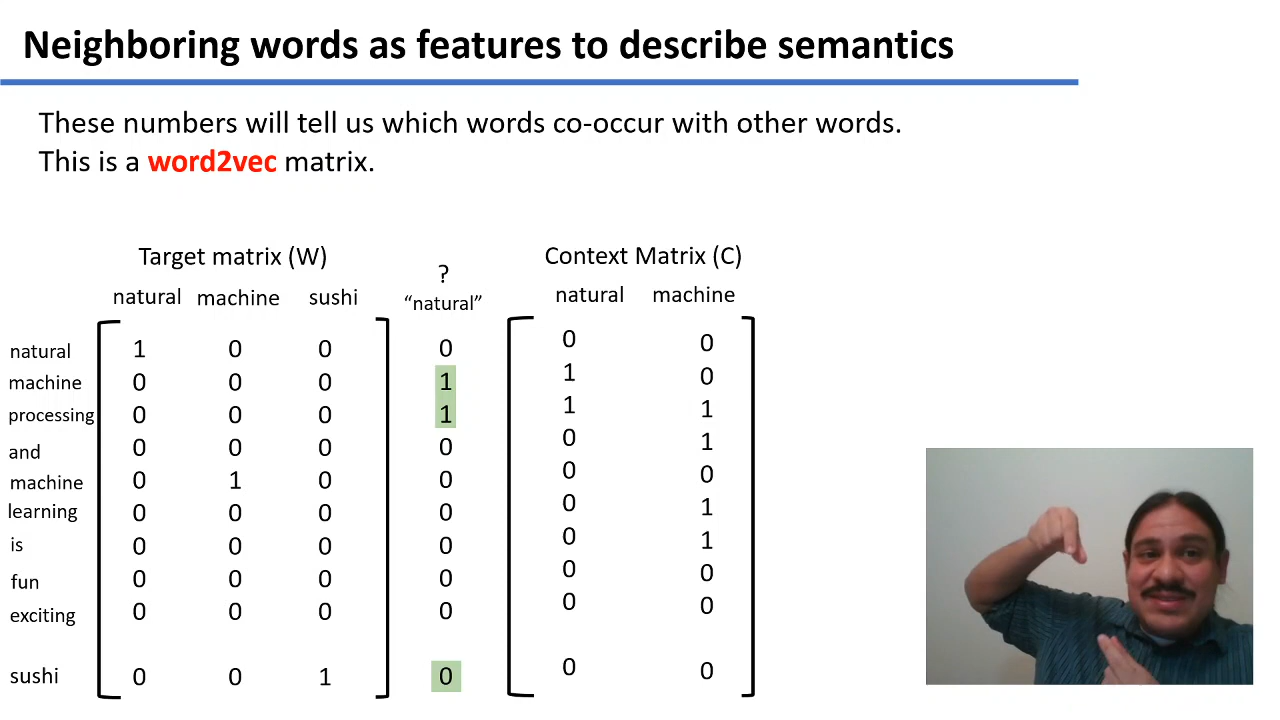 Neighboring words as features to describe semantics
These numbers will tell us which words co-occur with other words.
This is a word2vec matrix.
Target matrix (W) ? Context Matrix (C)
natural machine sushi “natural” natural machine
natural 1 0 0 0 0 0
machine 0 0 0 1 1 0
processing 0 0 0 1 1 1
and 0 0 0 0 0 1
machine 0 1 0 0 0 0
learning 0 0 0 0 0 1
is 0 0 0 0 0 1
fun 0 0 0 0 0 0
exciting 0 0 0 0 0 0
sushi 0 0 1 0 0 0